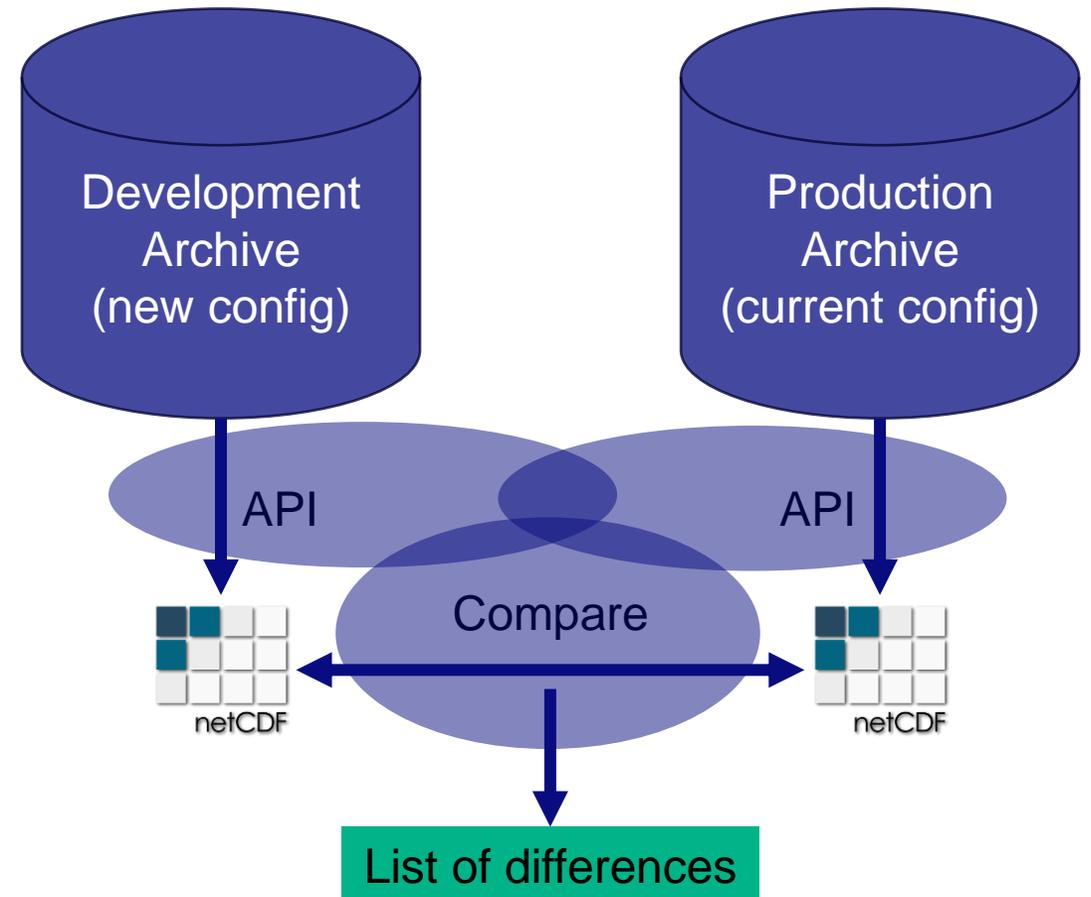 Development
Archive
(new config)
Production
Archive
(current config)
API
API
Compare
netCDF
netCDF
List of differences